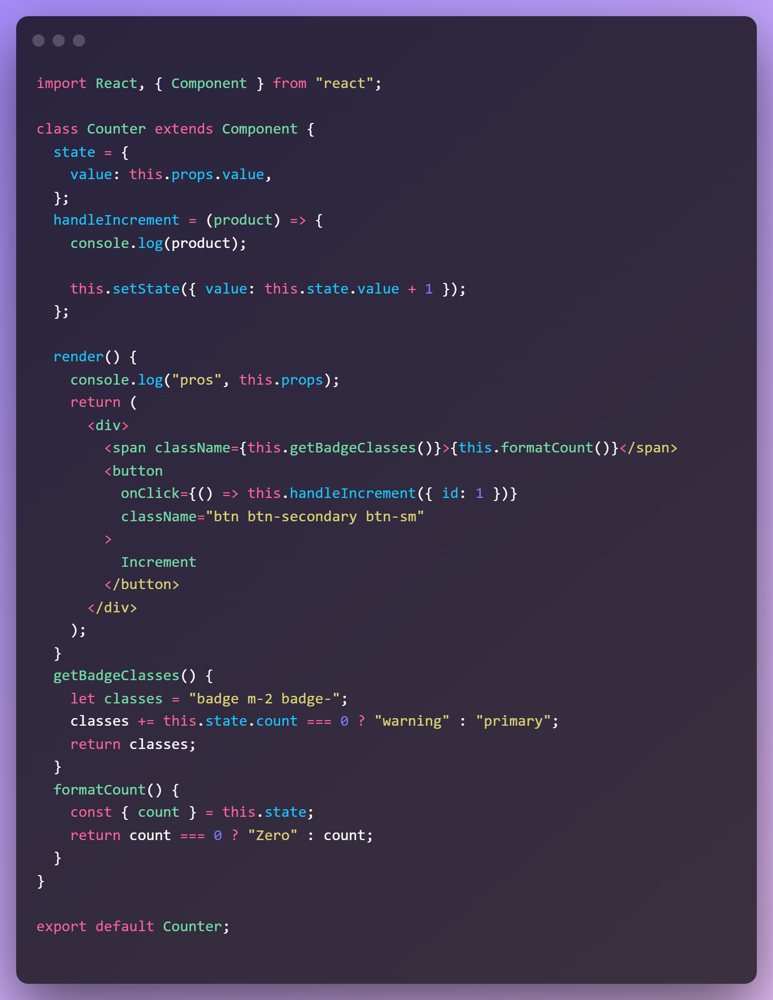 import React, { Component } from "react";

class Counter extends Component {
  state = {
    value: this.props.value,
  };
  handleIncrement = (product) => {
    console.log(product);

    this.setState({ value: this.state.value + 1 });
  };

  render() {
    console.log("pros", this.props);
    return (
      <div>
        <span className={this.getBadgeClasses()}>{this.formatCount()}</span>
        <button
          onClick={() => this.handleIncrement({ id: 1 })}
          className="btn btn-secondary btn-sm"
        >
          Increment
        </button>
      </div>
    );
  }
  getBadgeClasses() {
    let classes = "badge m-2 badge-";
    classes += this.state.count === 0 ? "warning" : "primary";
    return classes;
  }
  formatCount() {
    const { count } = this.state;
    return count === 0 ? "Zero" : count;
  }
}

export default Counter;